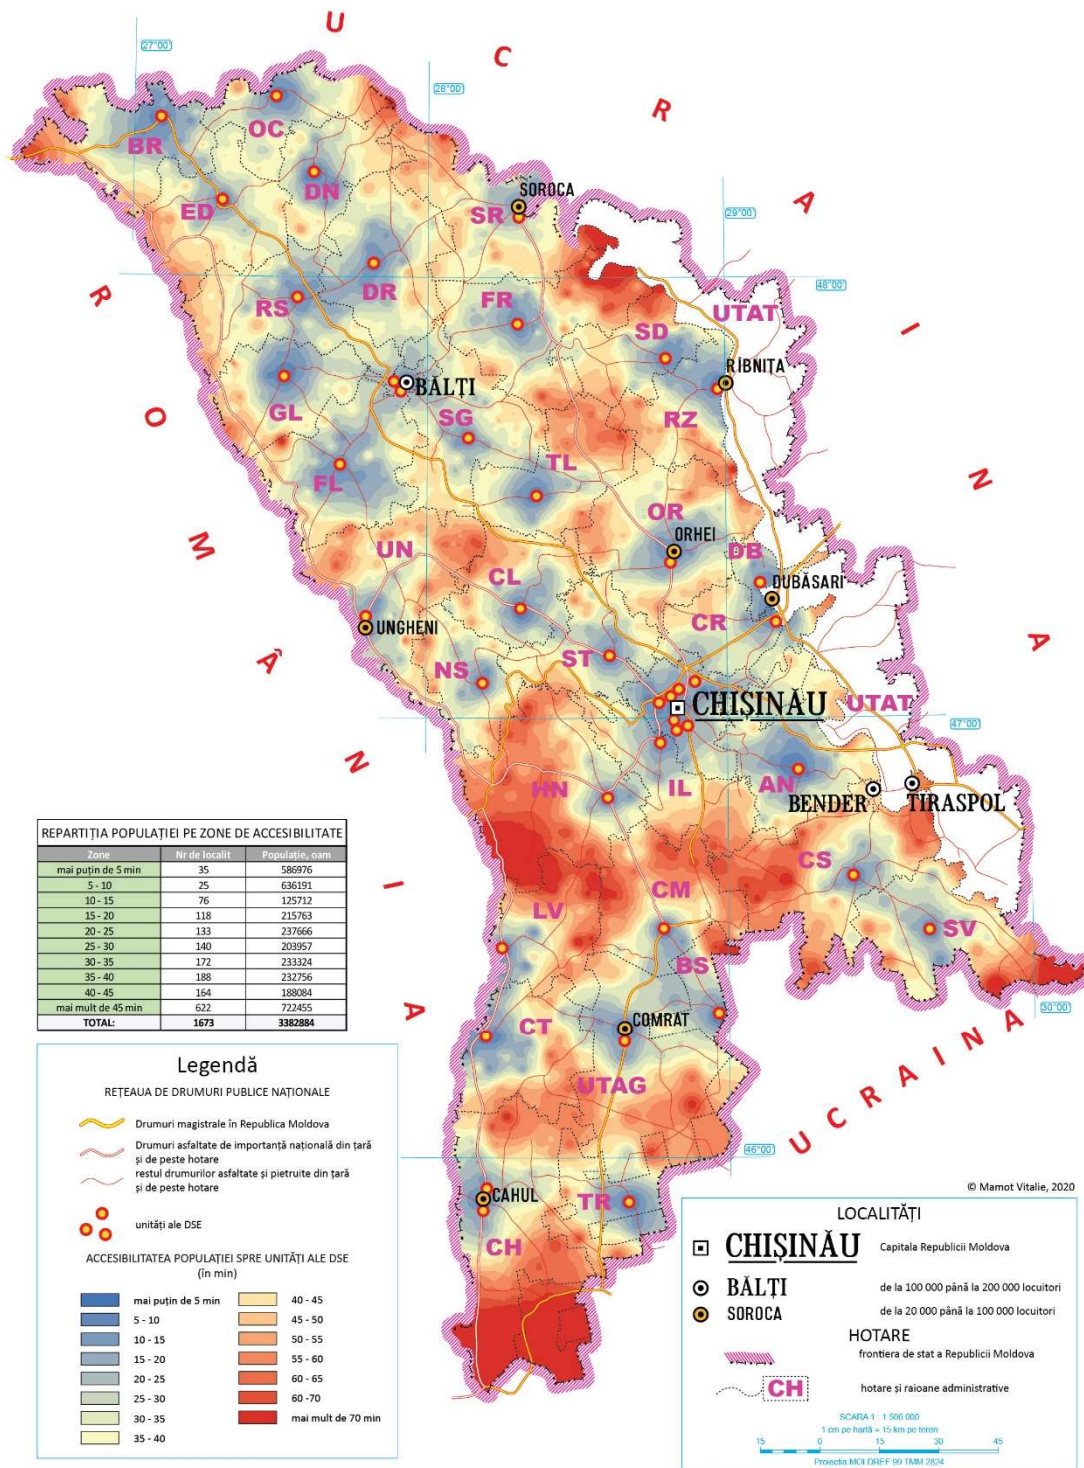 U C R A I N A
27°00'
28°00'
29°00'
48°00'
47°00'
30°00'
46°00'
R O M Â N I A
U C R A I N A
BR
OC
DN
ED
SR
SOROCA
DR
RS
FR
UTAT
SD
RÎBNIȚA
BĂLȚI
GL
SG
RZ
FL
TL
OR
ORHEI
UN
CL
DB
DUBĂSARI
UNGHENI
CR
NS
ST
CHIȘINĂU
UTAT
HN
IL
AN
BENDER
TIRASPOL
CS
LV
CM
SV
BS
CT
COMRAT
UTAG
CAHUL
TR
CH
REPARTIȚIA POPULAȚIEI PE ZONE DE ACCESIBILITATE
Zone Nr de localit Populație, oam
mai puțin de 5 min 35 586976
5 - 10 25 636191
10 - 15 76 125712
15 - 20 118 215763
20 - 25 133 237666
25 - 30 140 203957
30 - 35 172 233324
35 - 40 188 232756
40 - 45 164 188084
mai mult de 45 min 622 722455
TOTAL: 1673 3382884
Legendă
REȚEAUA DE DRUMURI PUBLICE NAȚIONALE
Drumuri magistrale în Republica Moldova
Drumuri asfaltate de importanță națională din țară
și de peste hotare
restul drumurilor asfaltate și pietruite din țară
și de peste hotare
unități ale DSE
ACCESIBILITATEA POPULAȚIEI SPRE UNITĂȚI ALE DSE
(în min)
mai puțin de 5 min
5 - 10
10 - 15
15 - 20
20 - 25
25 - 30
30 - 35
35 - 40
40 - 45
45 - 50
50 - 55
55 - 60
60 - 65
60 -70
mai mult de 70 min
© Mamot Vitalie, 2020
LOCALITĂȚI
CHIȘINĂU Capitala Republicii Moldova
BĂLȚI de la 100 000 până la 200 000 locuitori
SOROCA de la 20 000 până la 100 000 locuitori
HOTARE
frontiera de stat a Republicii Moldova
CH hotare și raioane administrative
SCARA 1 : 1 500 000
1 cm pe hartă = 15 km pe teren
15 0 15 30 45
Proiectia MOLDREF 99 TMM 2824